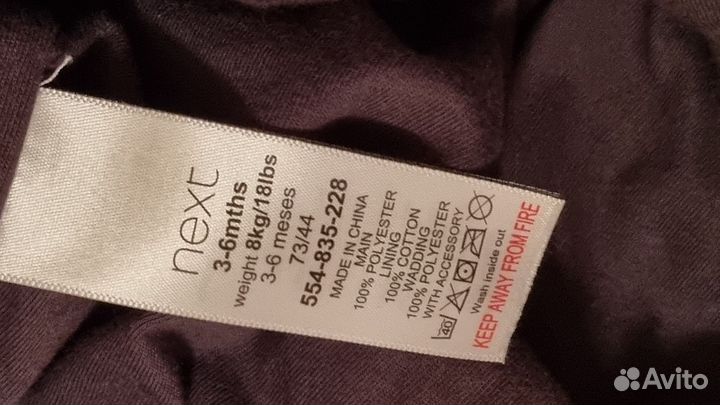 next
3-6mths
weight 8kg/18lbs
3-6 meses
73/44
554-835-228
MADE IN CHINA
MAIN
100% POLYESTER
LINING
100% COTTON
WADDING
100% POLYESTER
WITH ACCESSORY
40
Wash inside out
KEEP AWAY FROM FIRE
Avito